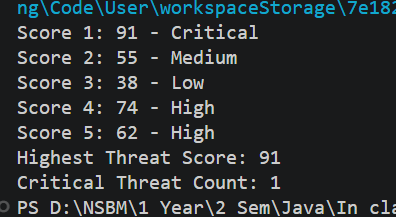 ng\Code\User\workspaceStorage\7e182
Score 1: 91 - Critical
Score 2: 55 - Medium
Score 3: 38 - Low
Score 4: 74 - High
Score 5: 62 - High
Highest Threat Score: 91
Critical Threat Count: 1
PS D:\NSBM\1 Year\2 Sem\Java\In cla